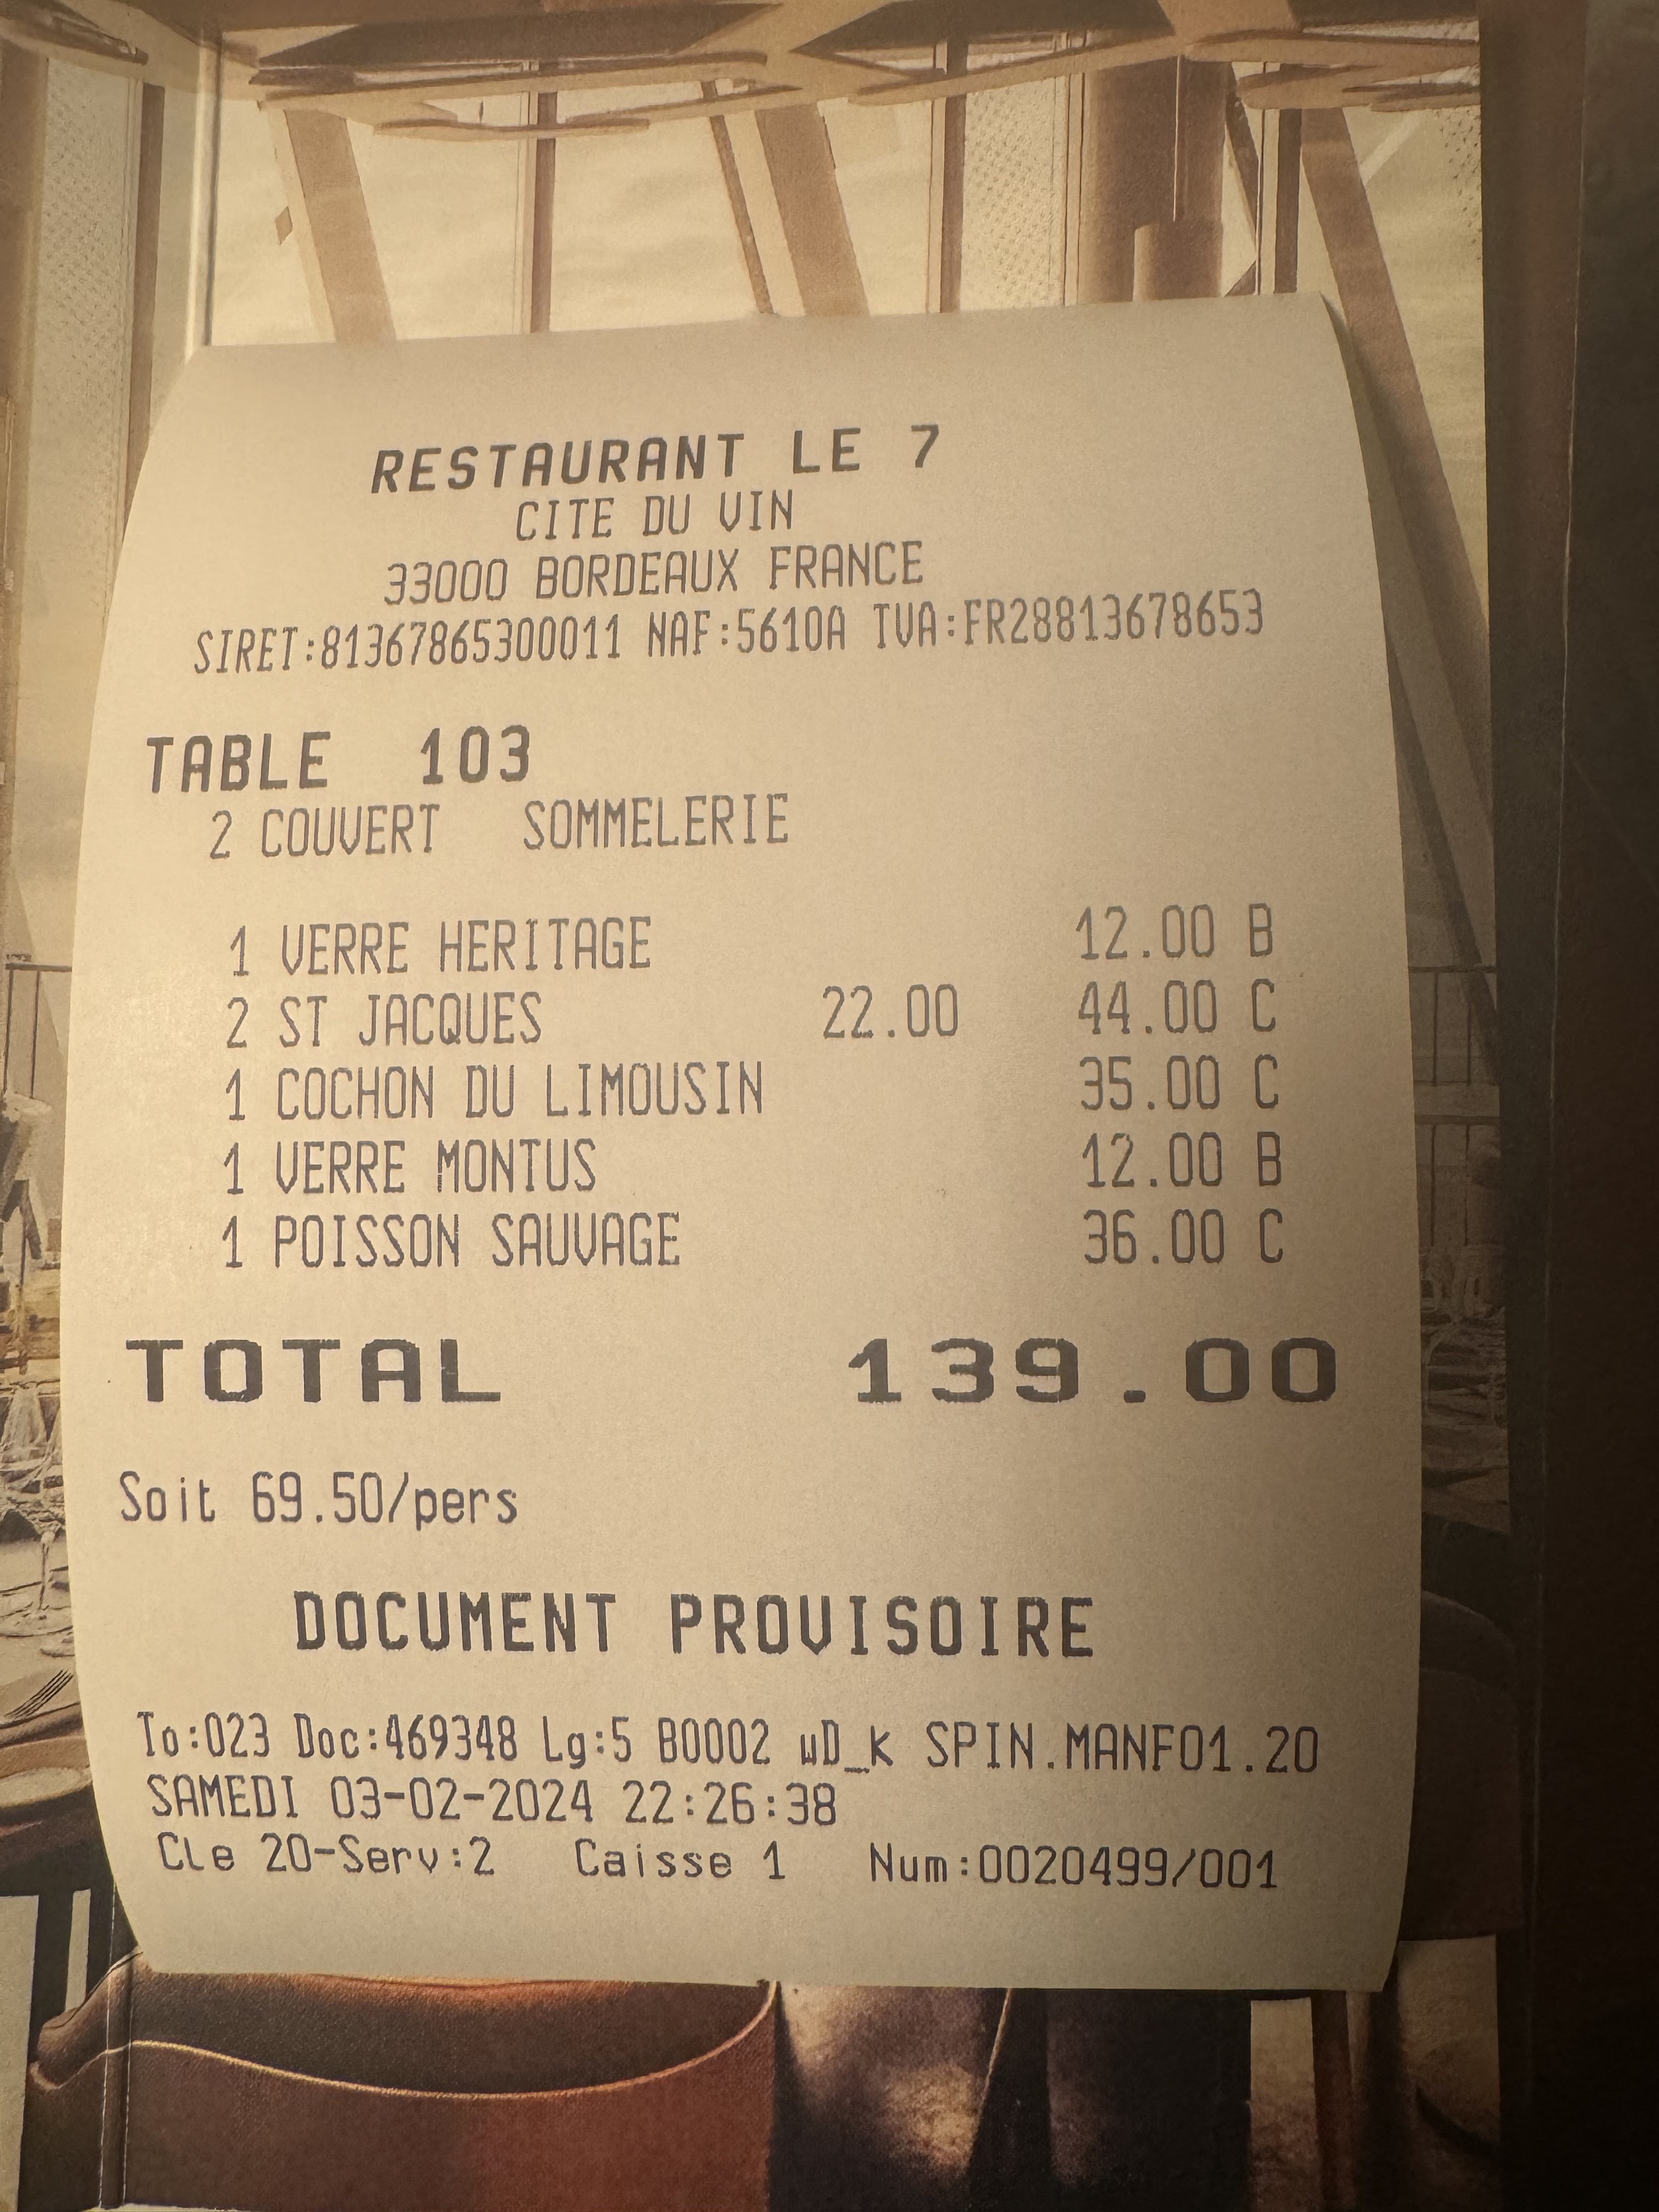 RESTAURANT LE 7
CITE DU VIN
33000 BORDEAUX FRANCE
SIRET:81367865300011 NAF:5610A TVA:FR28813678653
TABLE 103
2 COUVERT SOMMELERIE
1 VERRE HERITAGE 12.00 B
2 ST JACQUES 22.00 44.00 C
1 COCHON DU LIMOUSIN 35.00 C
1 VERRE MONTUS 12.00 B
1 POISSON SAUVAGE 36.00 C
TOTAL 139.00
Soit 69.50/pers
DOCUMENT PROVISOIRE
To:023 Doc:469348 Lg:5 B0002 wD_k SPIN.MANFO1.20
SAMEDI 03-02-2024 22:26:38
Cle 20-Serv:2 Caisse 1 Num:0020499/001